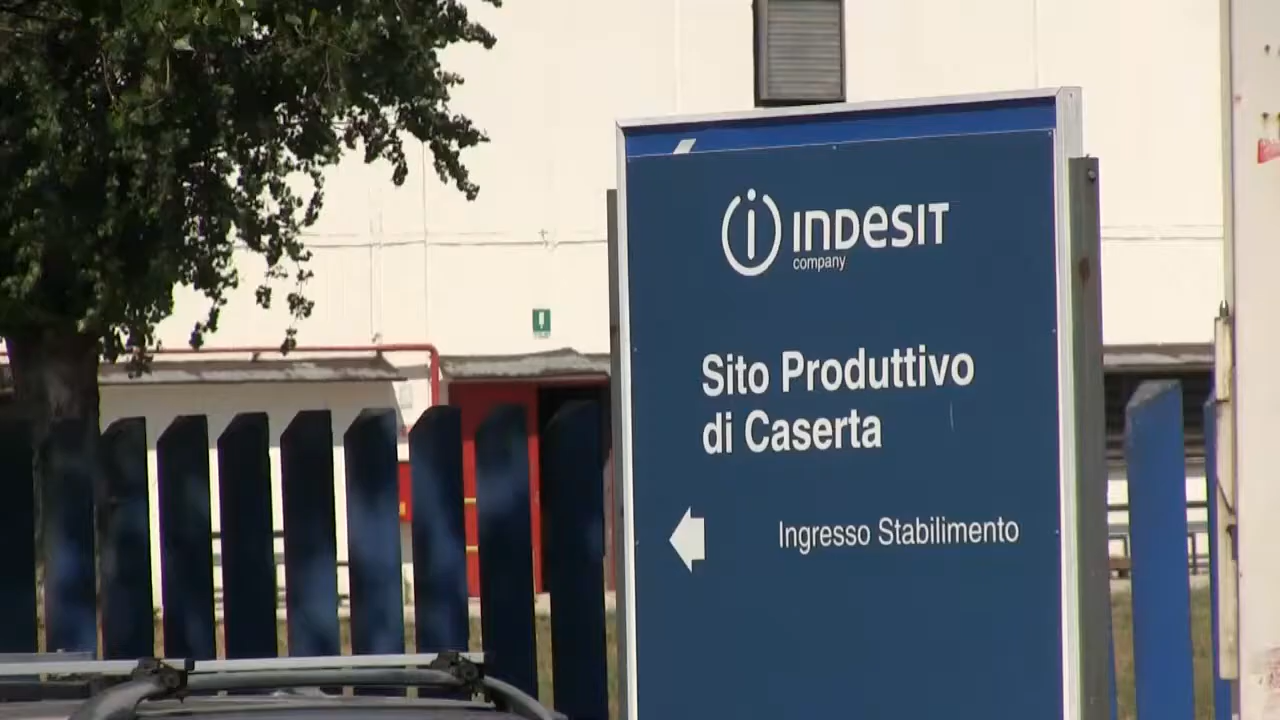 INDESIT
company
Sito Produttivo
di Caserta
Ingresso Stabilimento